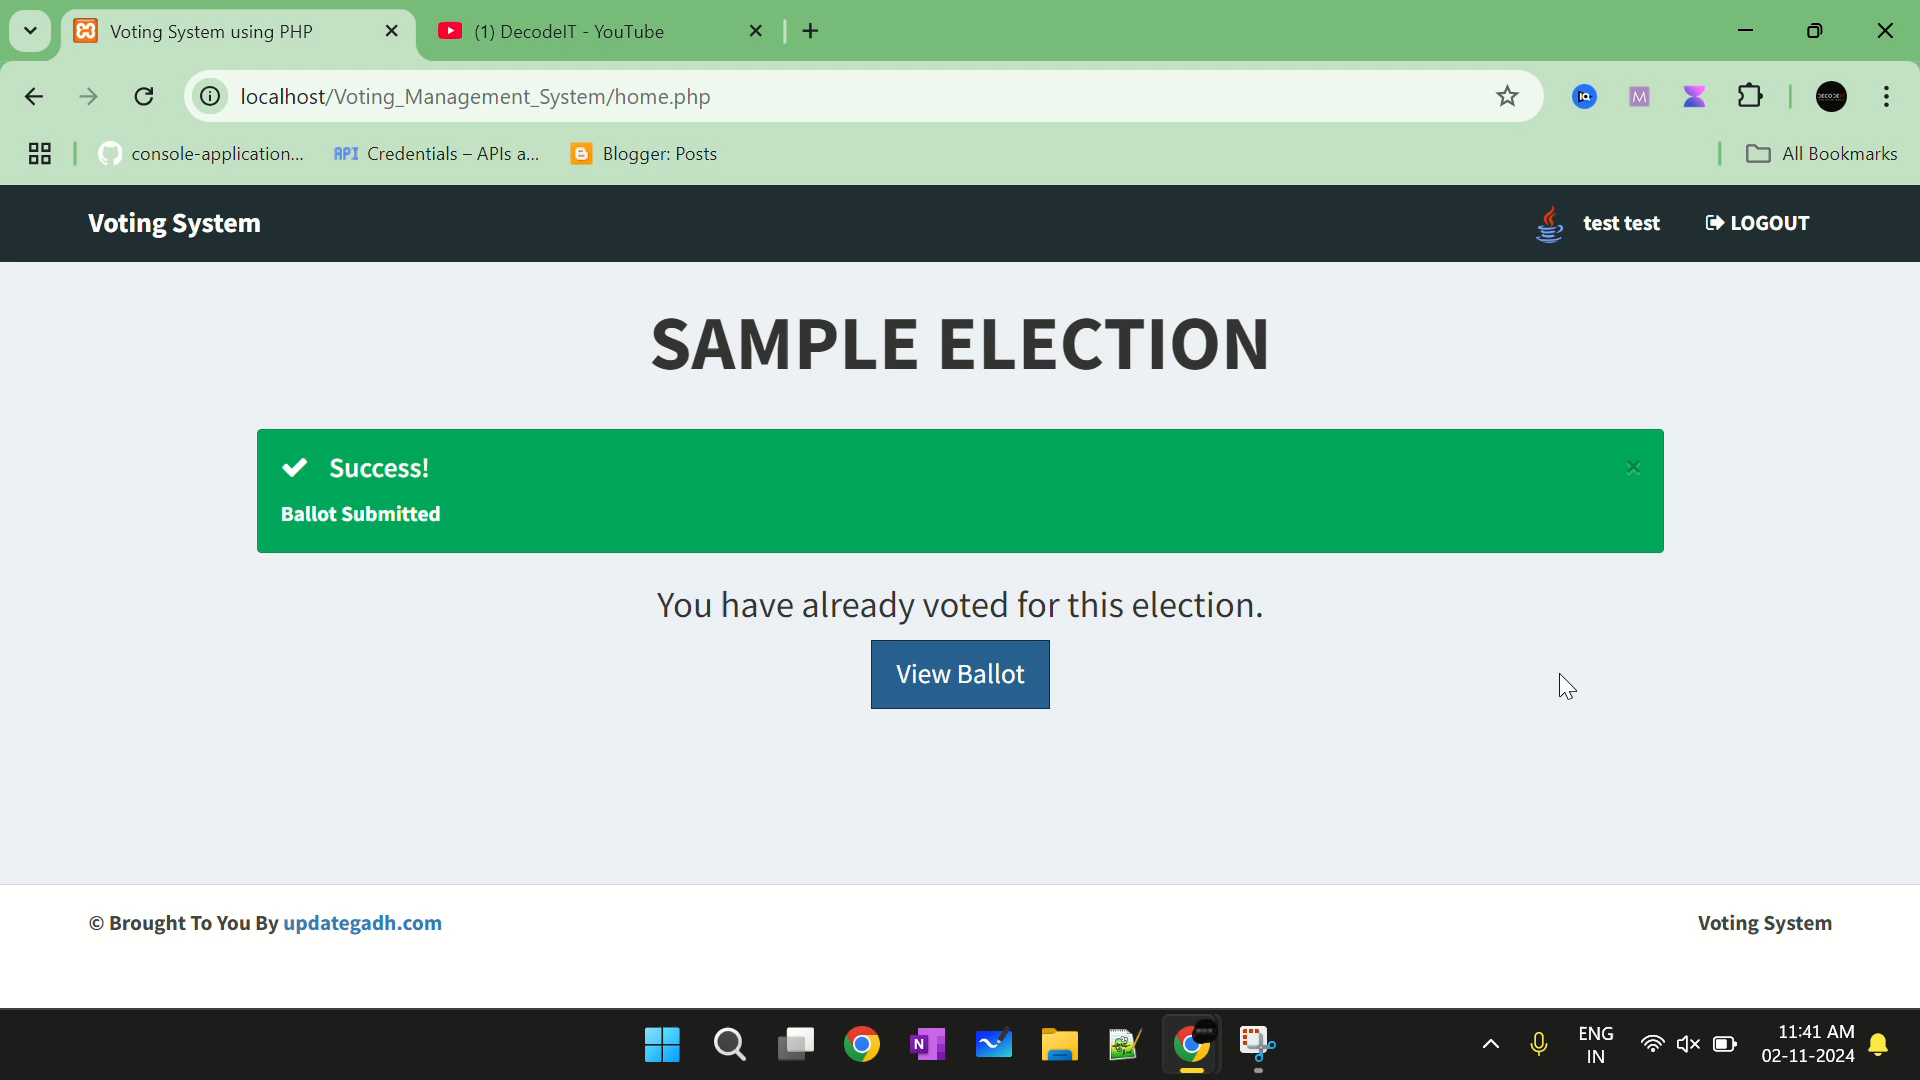 Voting System using PHP
(1) DecodeIT - YouTube
localhost/Voting_Management_System/home.php
console-application...
API Credentials – APIs a...
Blogger: Posts
All Bookmarks
Voting System
test test
LOGOUT
SAMPLE ELECTION
Success!
Ballot Submitted
You have already voted for this election.
View Ballot
© Brought To You By updategadh.com
Voting System
ENG
IN
11:41 AM
02-11-2024